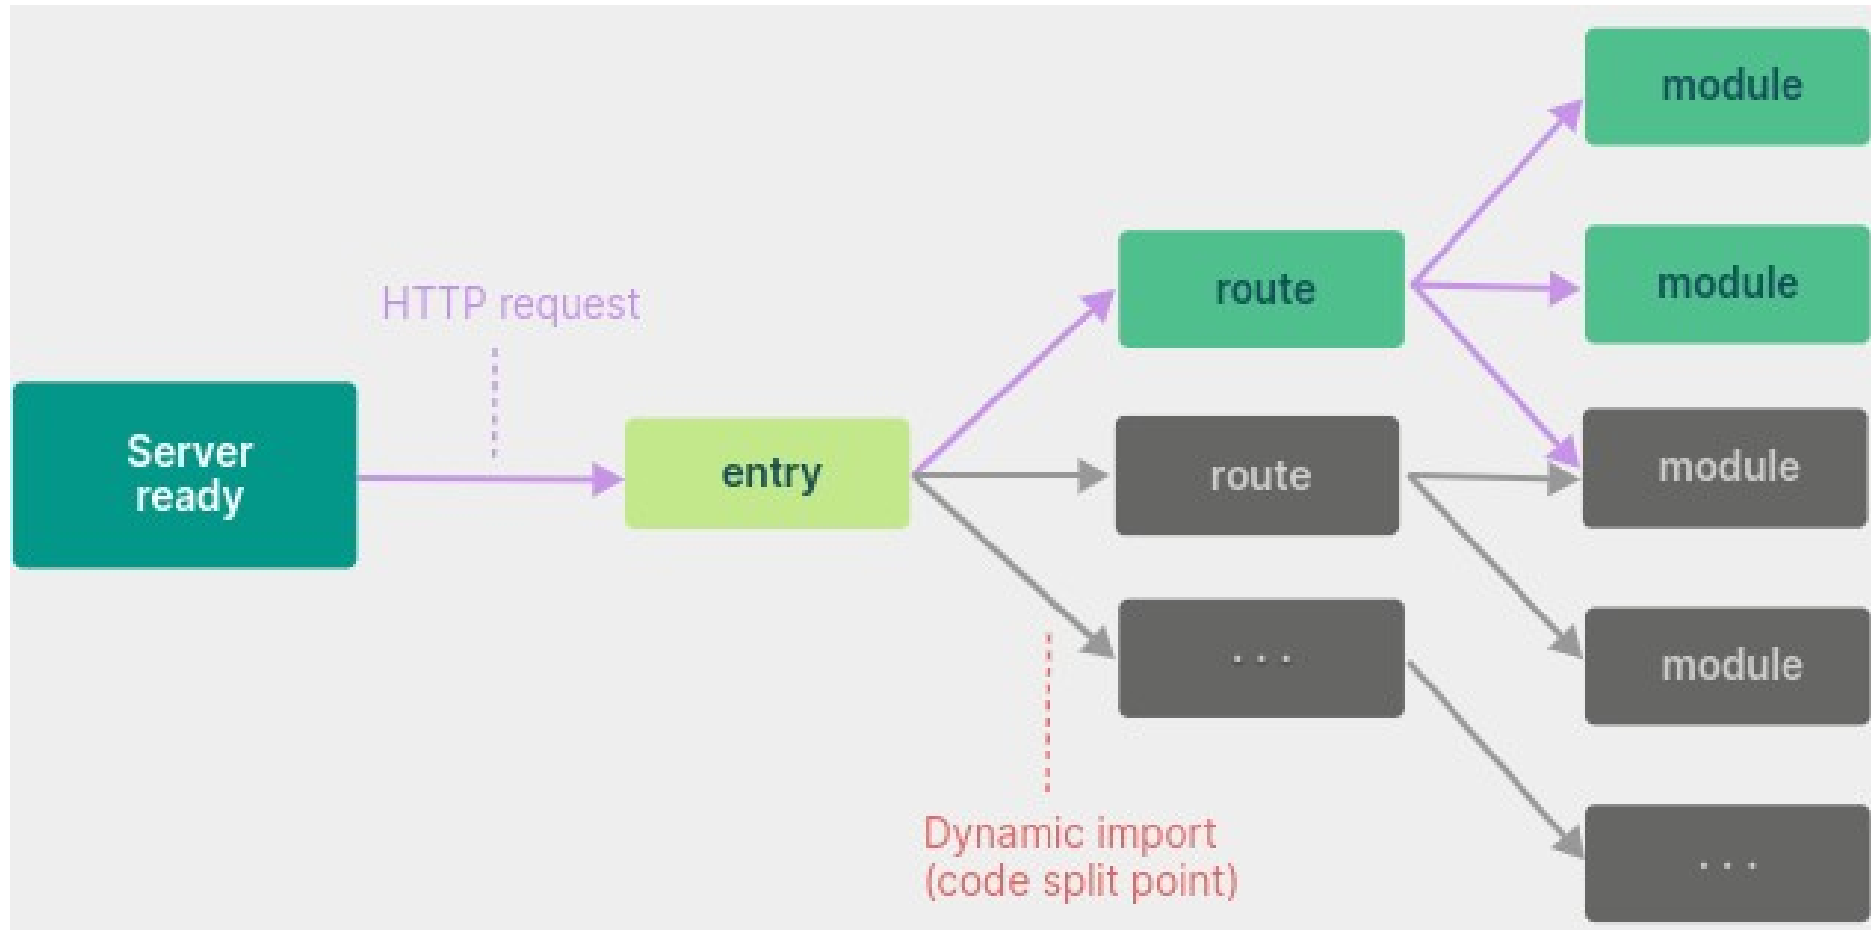 module
module
route
HTTP request
Server
ready
entry
route
module
. . .
module
Dynamic import
(code split point)
. . .